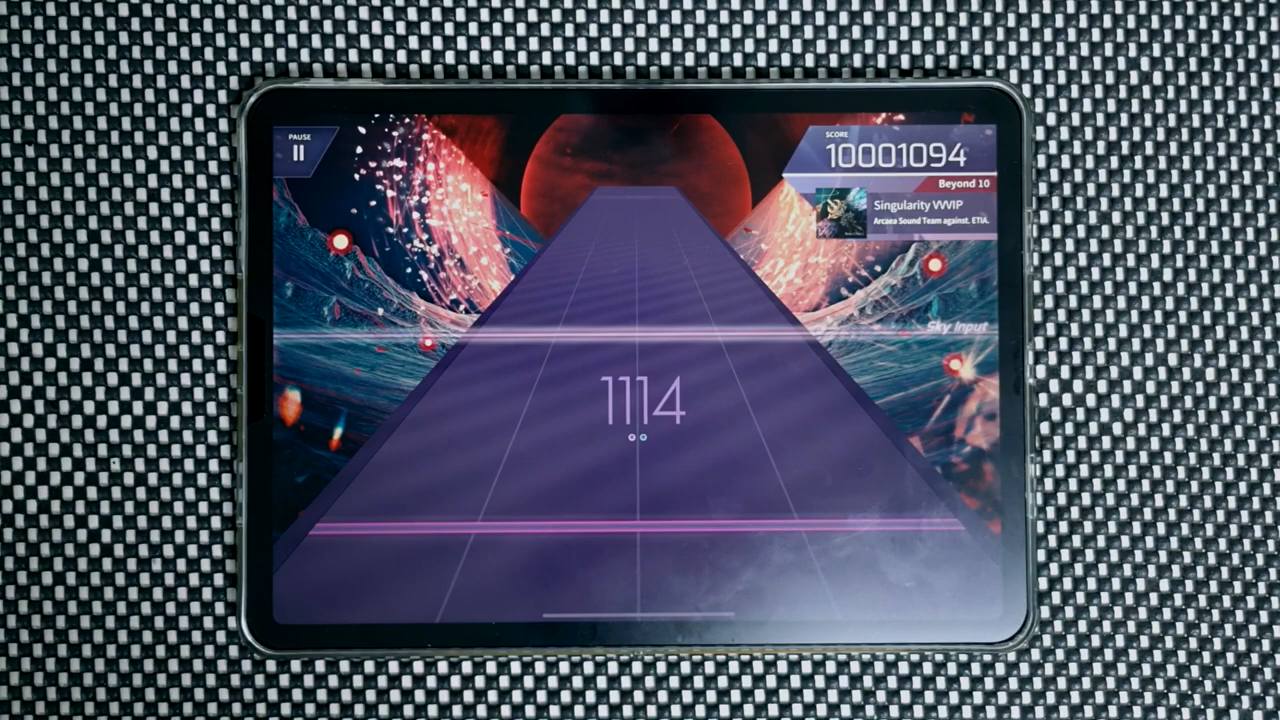 PAUSE
SCORE
10001094
Beyond 10
Singularity VVVIP
Arcaea Sound Team against. ETIA.
Sky Input
1114